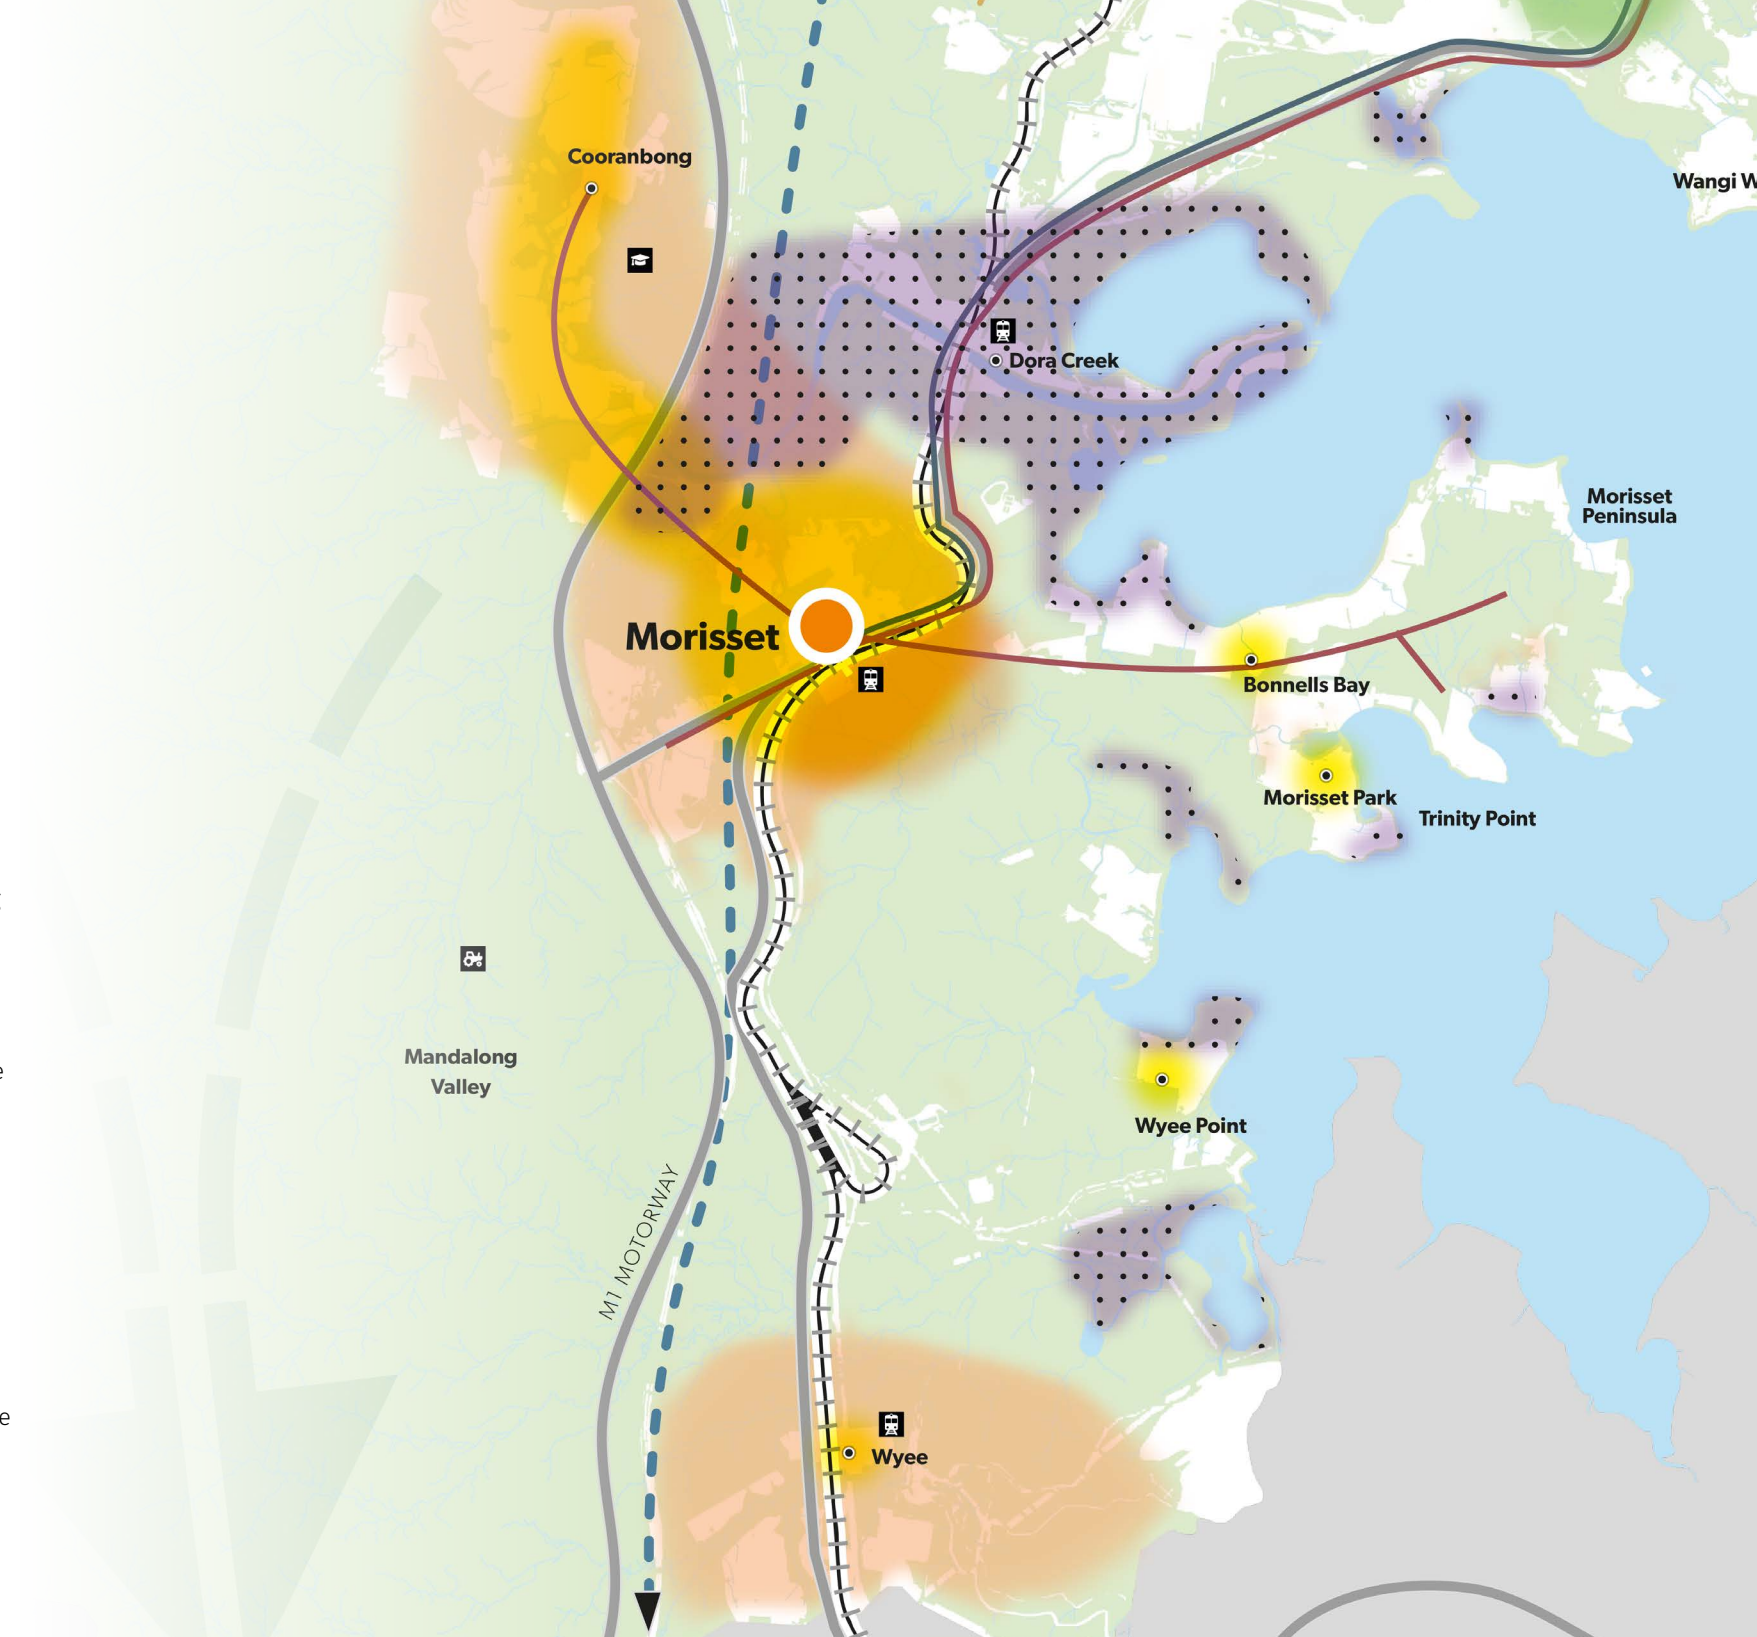 Cooranbong
Wangi W
Dora Creek
Morisset
Peninsula
Morisset
Bonnells Bay
Morisset Park
Trinity Point
Mandalong
Valley
Wyee Point
M1 MOTORWAY
Wyee
e
e